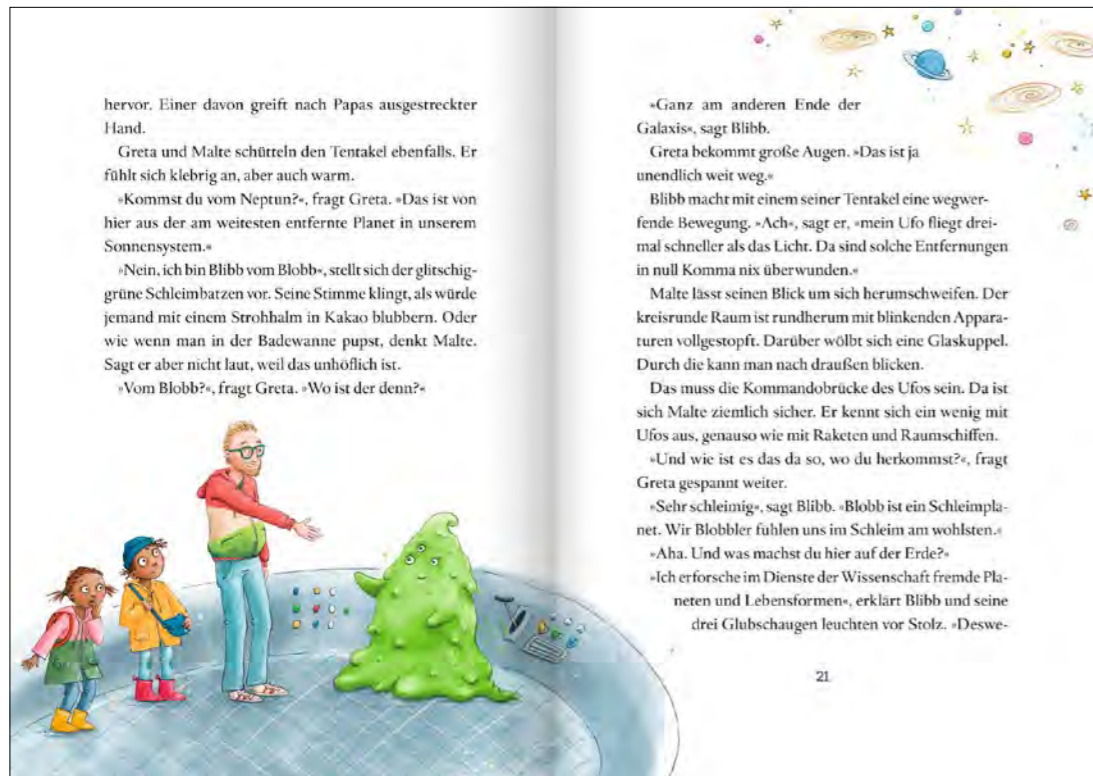 hervor. Einer davon greift nach Papas ausgestreckter
Hand.
Greta und Malte schütteln den Tentakel ebenfalls. Er
fühlt sich klebrig an, aber auch warm.
»Kommst du vom Neptun?«, fragt Greta. »Das ist von
hier aus der am weitesten entfernte Planet in unserem
Sonnensystem.«
»Nein, ich bin Blibb vom Blobb«, stellt sich der glitschig-
grüne Schleimbatzen vor. Seine Stimme klingt, als würde
jemand mit einem Strohhalm in Kakao blubbern. Oder
wie wenn man in der Badewanne pupst, denkt Malte.
Sagt er aber nicht laut, weil das unhöflich ist.
»Vom Blobb?«, fragt Greta. »Wo ist der denn?«
»Ganz am anderen Ende der
Galaxis«, sagt Blibb.
Greta bekommt große Augen. »Das ist ja
unendlich weit weg.«
Blibb macht mit einem seiner Tentakel eine wegwer-
fende Bewegung. »Ach«, sagt er, »mein Ufo fliegt drei-
mal schneller als das Licht. Da sind solche Entfernungen
in null Komma nix überwunden.«
Malte lässt seinen Blick um sich herumschweifen. Der
kreisrunde Raum ist rundherum mit blinkenden Appara-
turen vollgestopft. Darüber wölbt sich eine Glaskuppel.
Durch die kann man nach draußen blicken.
Das muss die Kommandobrücke des Ufos sein. Da ist
sich Malte ziemlich sicher. Er kennt sich ein wenig mit
Ufos aus, genauso wie mit Raketen und Raumschiffen.
»Und wie ist es das da so, wo du herkommst?«, fragt
Greta gespannt weiter.
»Sehr schleimig«, sagt Blibb. »Blobb ist ein Schleimpla-
net. Wir Blobbler fühlen uns im Schleim am wohlsten.«
»Aha. Und was machst du hier auf der Erde?«
»Ich erforsche im Dienste der Wissenschaft fremde Pla-
neten und Lebensformen«, erklärt Blibb und seine
drei Glubschaugen leuchten vor Stolz. »Deswe-
21